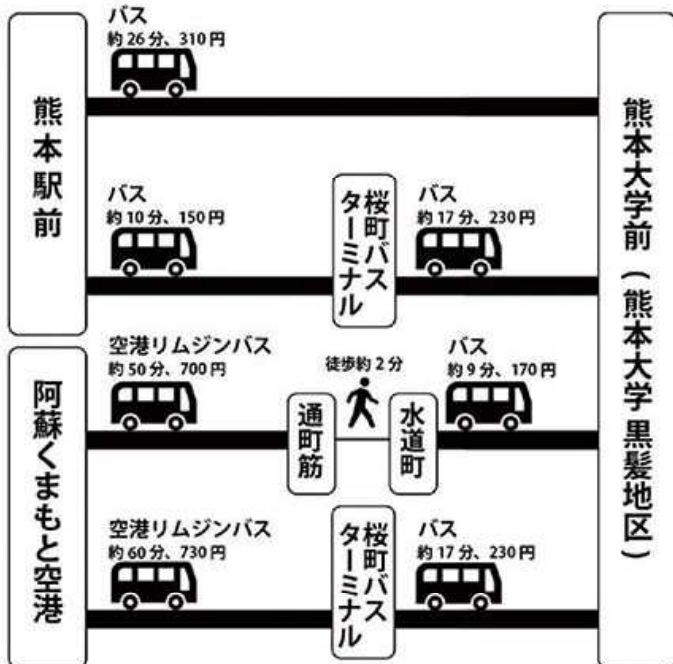 熊本駅前
バス
約26分、310円
バス
約10分、150円
桜町バス
ターミナル
バス
約17分、230円
阿蘇くまもと空港
空港リムジンバス
約50分、700円
通町筋
徒歩約2分
水道町
バス
約9分、170円
空港リムジンバス
約60分、730円
桜町バス
ターミナル
バス
約17分、230円
熊本大学前(熊本大学 黒髪地区)